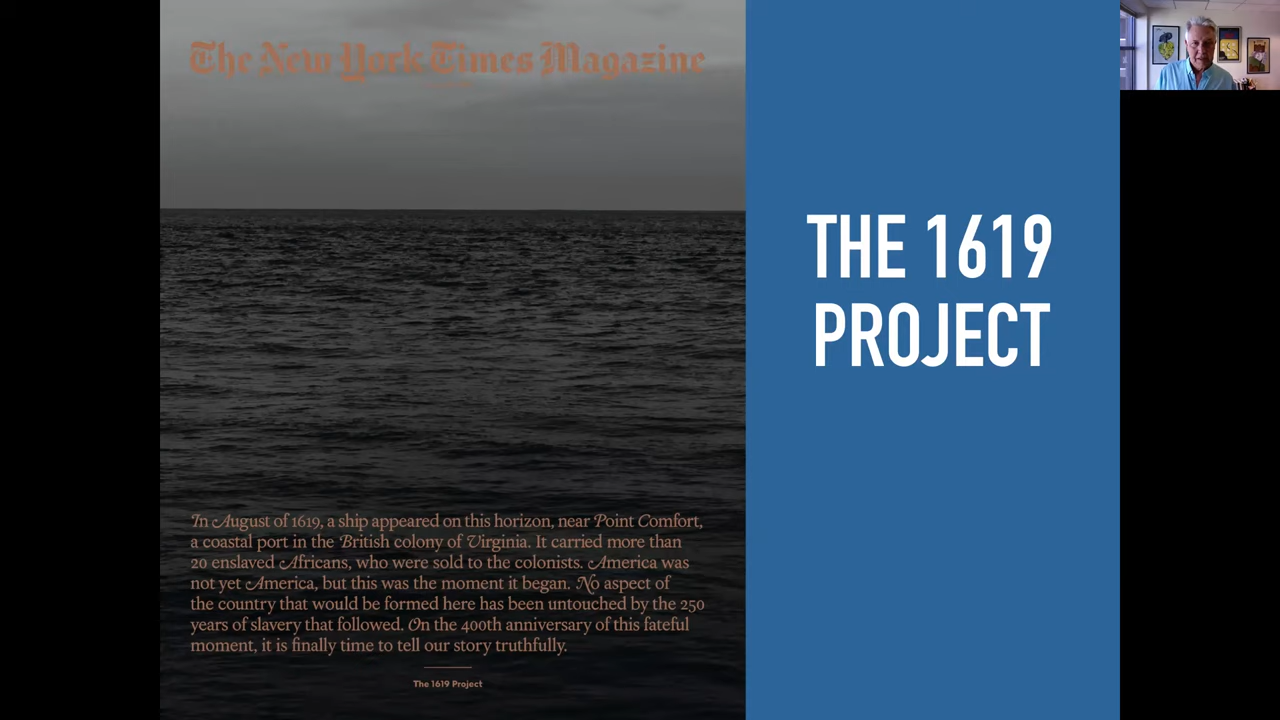 The New York Times Magazine
In August of 1619, a ship appeared on this horizon, near Point Comfort,
a coastal port in the British colony of Virginia. It carried more than
20 enslaved Africans, who were sold to the colonists. America was
not yet America, but this was the moment it began. No aspect of
the country that would be formed here has been untouched by the 250
years of slavery that followed. On the 400th anniversary of this fateful
moment, it is finally time to tell our story truthfully.
The 1619 Project
THE 1619
PROJECT